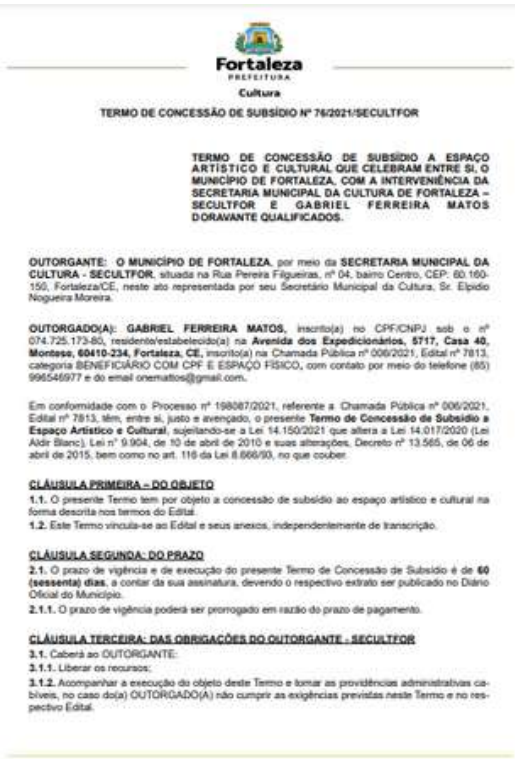 Fortaleza
PREFEITURA
Cultura
TERMO DE CONCESSÃO DE SUBSÍDIO Nº 76/2021/SECULTFOR
TERMO DE CONCESSÃO DE SUBSÍDIO A ESPAÇO
ARTÍSTICO E CULTURAL QUE CELEBRAM ENTRE SI, O
MUNICÍPIO DE FORTALEZA, COM A INTERVENIÊNCIA DA
SECRETARIA MUNICIPAL DA CULTURA DE FORTALEZA –
SECULTFOR E GABRIEL FERREIRA MATOS
DORAVANTE QUALIFICADOS.
OUTORGANTE: O MUNICÍPIO DE FORTALEZA, por meio da SECRETARIA MUNICIPAL DA
CULTURA - SECULTFOR, situada na Rua Pereira Filgueiras, nº 04, bairro Centro, CEP: 60.160-
150, Fortaleza/CE, neste ato representada por seu Secretário Municipal da Cultura, Sr. Elpídio
Nogueira Moreira.
OUTORGADO(A): GABRIEL FERREIRA MATOS, inscrito(a) no CPF/CNPJ sob o nº
074.725.173-80, residente/estabelecido(a) na Avenida dos Expedicionários, 5717, Casa 40,
Montese, 60410-234, Fortaleza, CE, inscrito(a) na Chamada Pública nº 006/2021, Edital nº 7813,
categoria BENEFICIÁRIO COM CPF E ESPAÇO FÍSICO, com contato por meio do telefone (85)
996546977 e do email onemattos@gmail.com.
Em conformidade com o Processo nº 198087/2021, referente a Chamada Pública nº 006/2021,
Edital nº 7813, têm, entre si, justo e avençado, o presente Termo de Concessão de Subsídio a
Espaço Artístico e Cultural, sujeitando-se a Lei 14.150/2021 que altera a Lei 14.017/2020 (Lei
Aldir Blanc), Lei n° 9.904, de 10 de abril de 2010 e suas alterações, Decreto nº 13.565, de 06 de
abril de 2015, bem como no art. 116 da Lei 8.666/93, no que couber.
CLÁUSULA PRIMEIRA – DO OBJETO
1.1. O presente Termo tem por objeto a concessão de subsídio ao espaço artístico e cultural na
forma descrita nos termos do Edital.
1.2. Este Termo vincula-se ao Edital e seus anexos, independentemente de transcrição.
CLÁUSULA SEGUNDA: DO PRAZO
2.1. O prazo de vigência e de execução do presente Termo de Concessão de Subsídio é de 60
(sessenta) dias, a contar da sua assinatura, devendo o respectivo extrato ser publicado no Diário
Oficial do Município.
2.1.1. O prazo de vigência poderá ser prorrogado em razão do prazo de pagamento.
CLÁUSULA TERCEIRA: DAS OBRIGAÇÕES DO OUTORGANTE - SECULTFOR
3.1. Caberá ao OUTORGANTE:
3.1.1. Liberar os recursos;
3.1.2. Acompanhar a execução do objeto deste Termo e tomar as providências administrativas ca-
bíveis, no caso do(a) OUTORGADO(A) não cumprir as exigências previstas neste Termo e no res-
pectivo Edital.